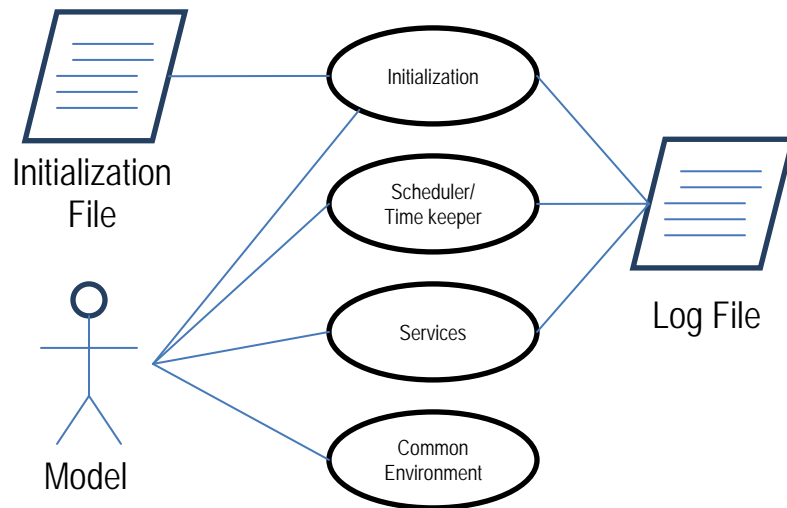 Initialization
Initialization
File
Scheduler/
Time keeper
Services
Log File
Common
Environment
Model